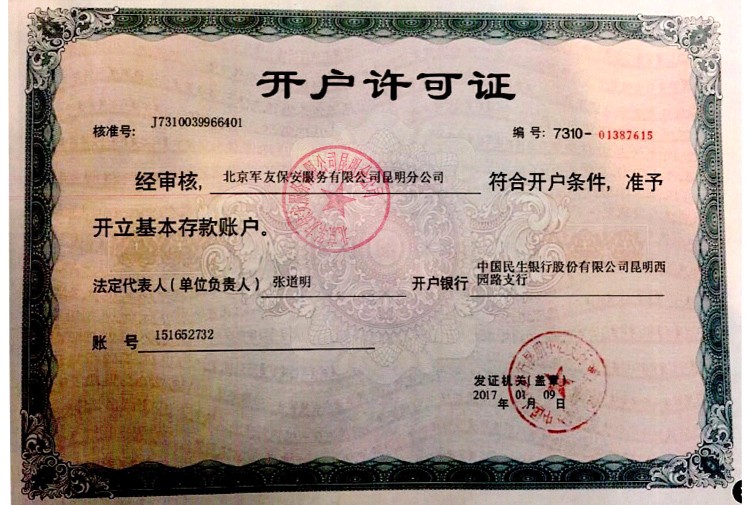 开户许可证
核准号: J7310039966401 编 号: 7310-01387615
经审核, 北京军友保安服务有限公司昆明分公司 符合开户条件, 准予
开立基本存款账户。
法定代表人(单位负责人) 张道明 开户银行 中国民生银行股份有限公司昆明西
园路支行
账 号 151652732
发证机关(盖章)
2017 年 01 月 09 日